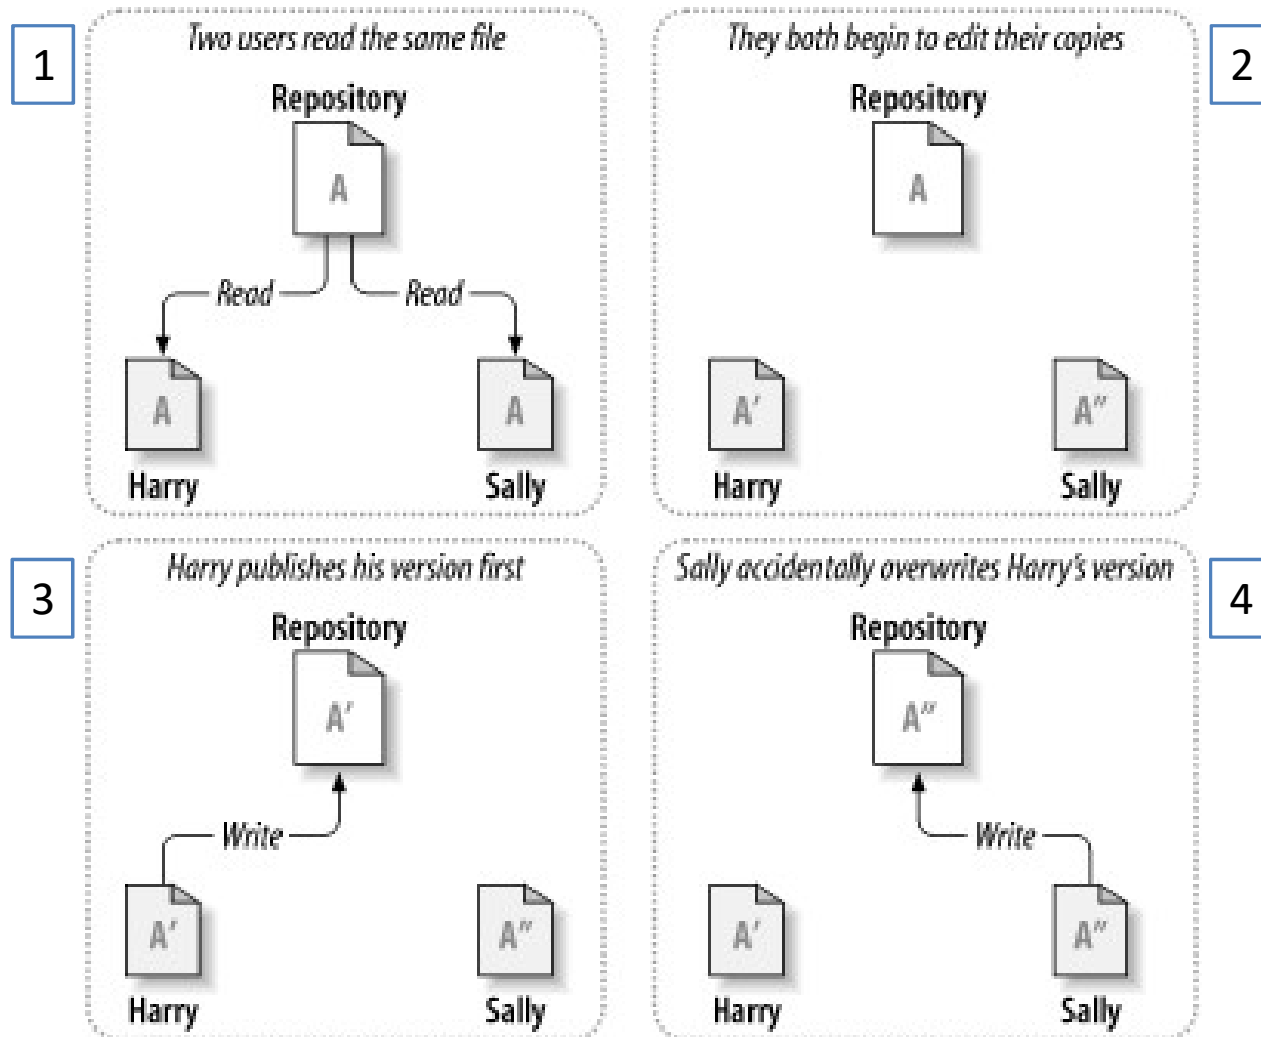 1
Two users read the same file
Repository
A
Read
Read
A
A
Harry
Sally
2
They both begin to edit their copies
Repository
A
A′
A″
Harry
Sally
3
Harry publishes his version first
Repository
A′
Write
A′
A″
Harry
Sally
4
Sally accidentally overwrites Harry's version
Repository
A″
Write
A′
A″
Harry
Sally